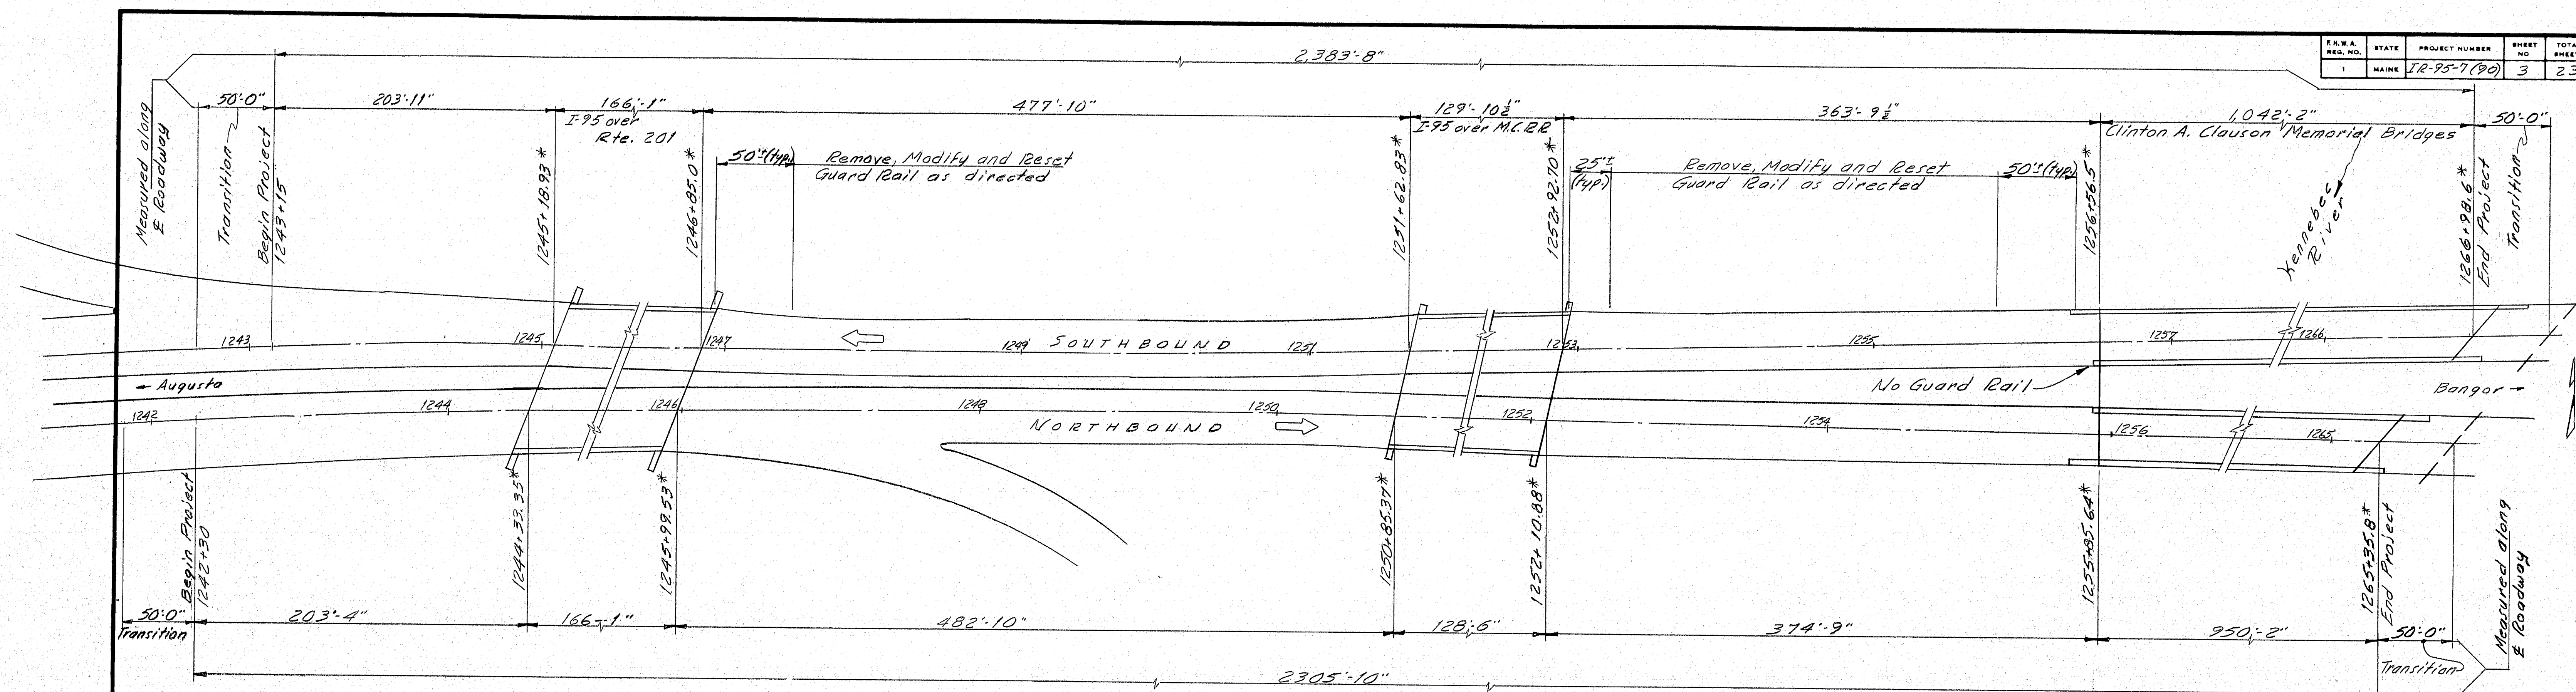 F.H.W.A. REG. NO. STATE PROJECT NUMBER SHEET NO
1 MAINE IR-95-7(90) 3 23
2,383'-8"
50'-0" 203'-11" 166'-1" 477'-10" 129'-10½" 363'-9½" 1,042'-2" 50'-0"
I-95 over
Rte. 201
I-95 over M.C.RR
Clinton A. Clauson Memorial Bridges
Measured along
⅊ Roadway
Transition
Begin Project
1243+15
1245+18.93*
1246+85.0*
50'±(typ.) Remove, Modify and Reset
Guard Rail as directed
1251+62.83*
1252+92.70*
25'±
(typ.)
Remove, Modify and Reset
Guard Rail as directed
50'±(typ.)
1256+56.5*
Kennebec
River
1266+98.6*
End Project
Transition
1243 1245 1247 1249 SOUTHBOUND 1251 1253 1255 1257 1266
← Augusta
No Guard Rail
Bangor →
1242 1244 1246 1248 1250 1252 1254 1256 1265
NORTHBOUND
Begin Project
1242+30
1244+33.35*
1245+99.53*
1250+85.37*
1252+10.88*
1255+85.64*
1265+35.8*
End Project
Measured along
⅊ Roadway
50'-0" 203'-4" 166'-1" 482'-10" 128'-6" 374'-9" 950'-2" 50'-0"
Transition
Transition
2305'-10"